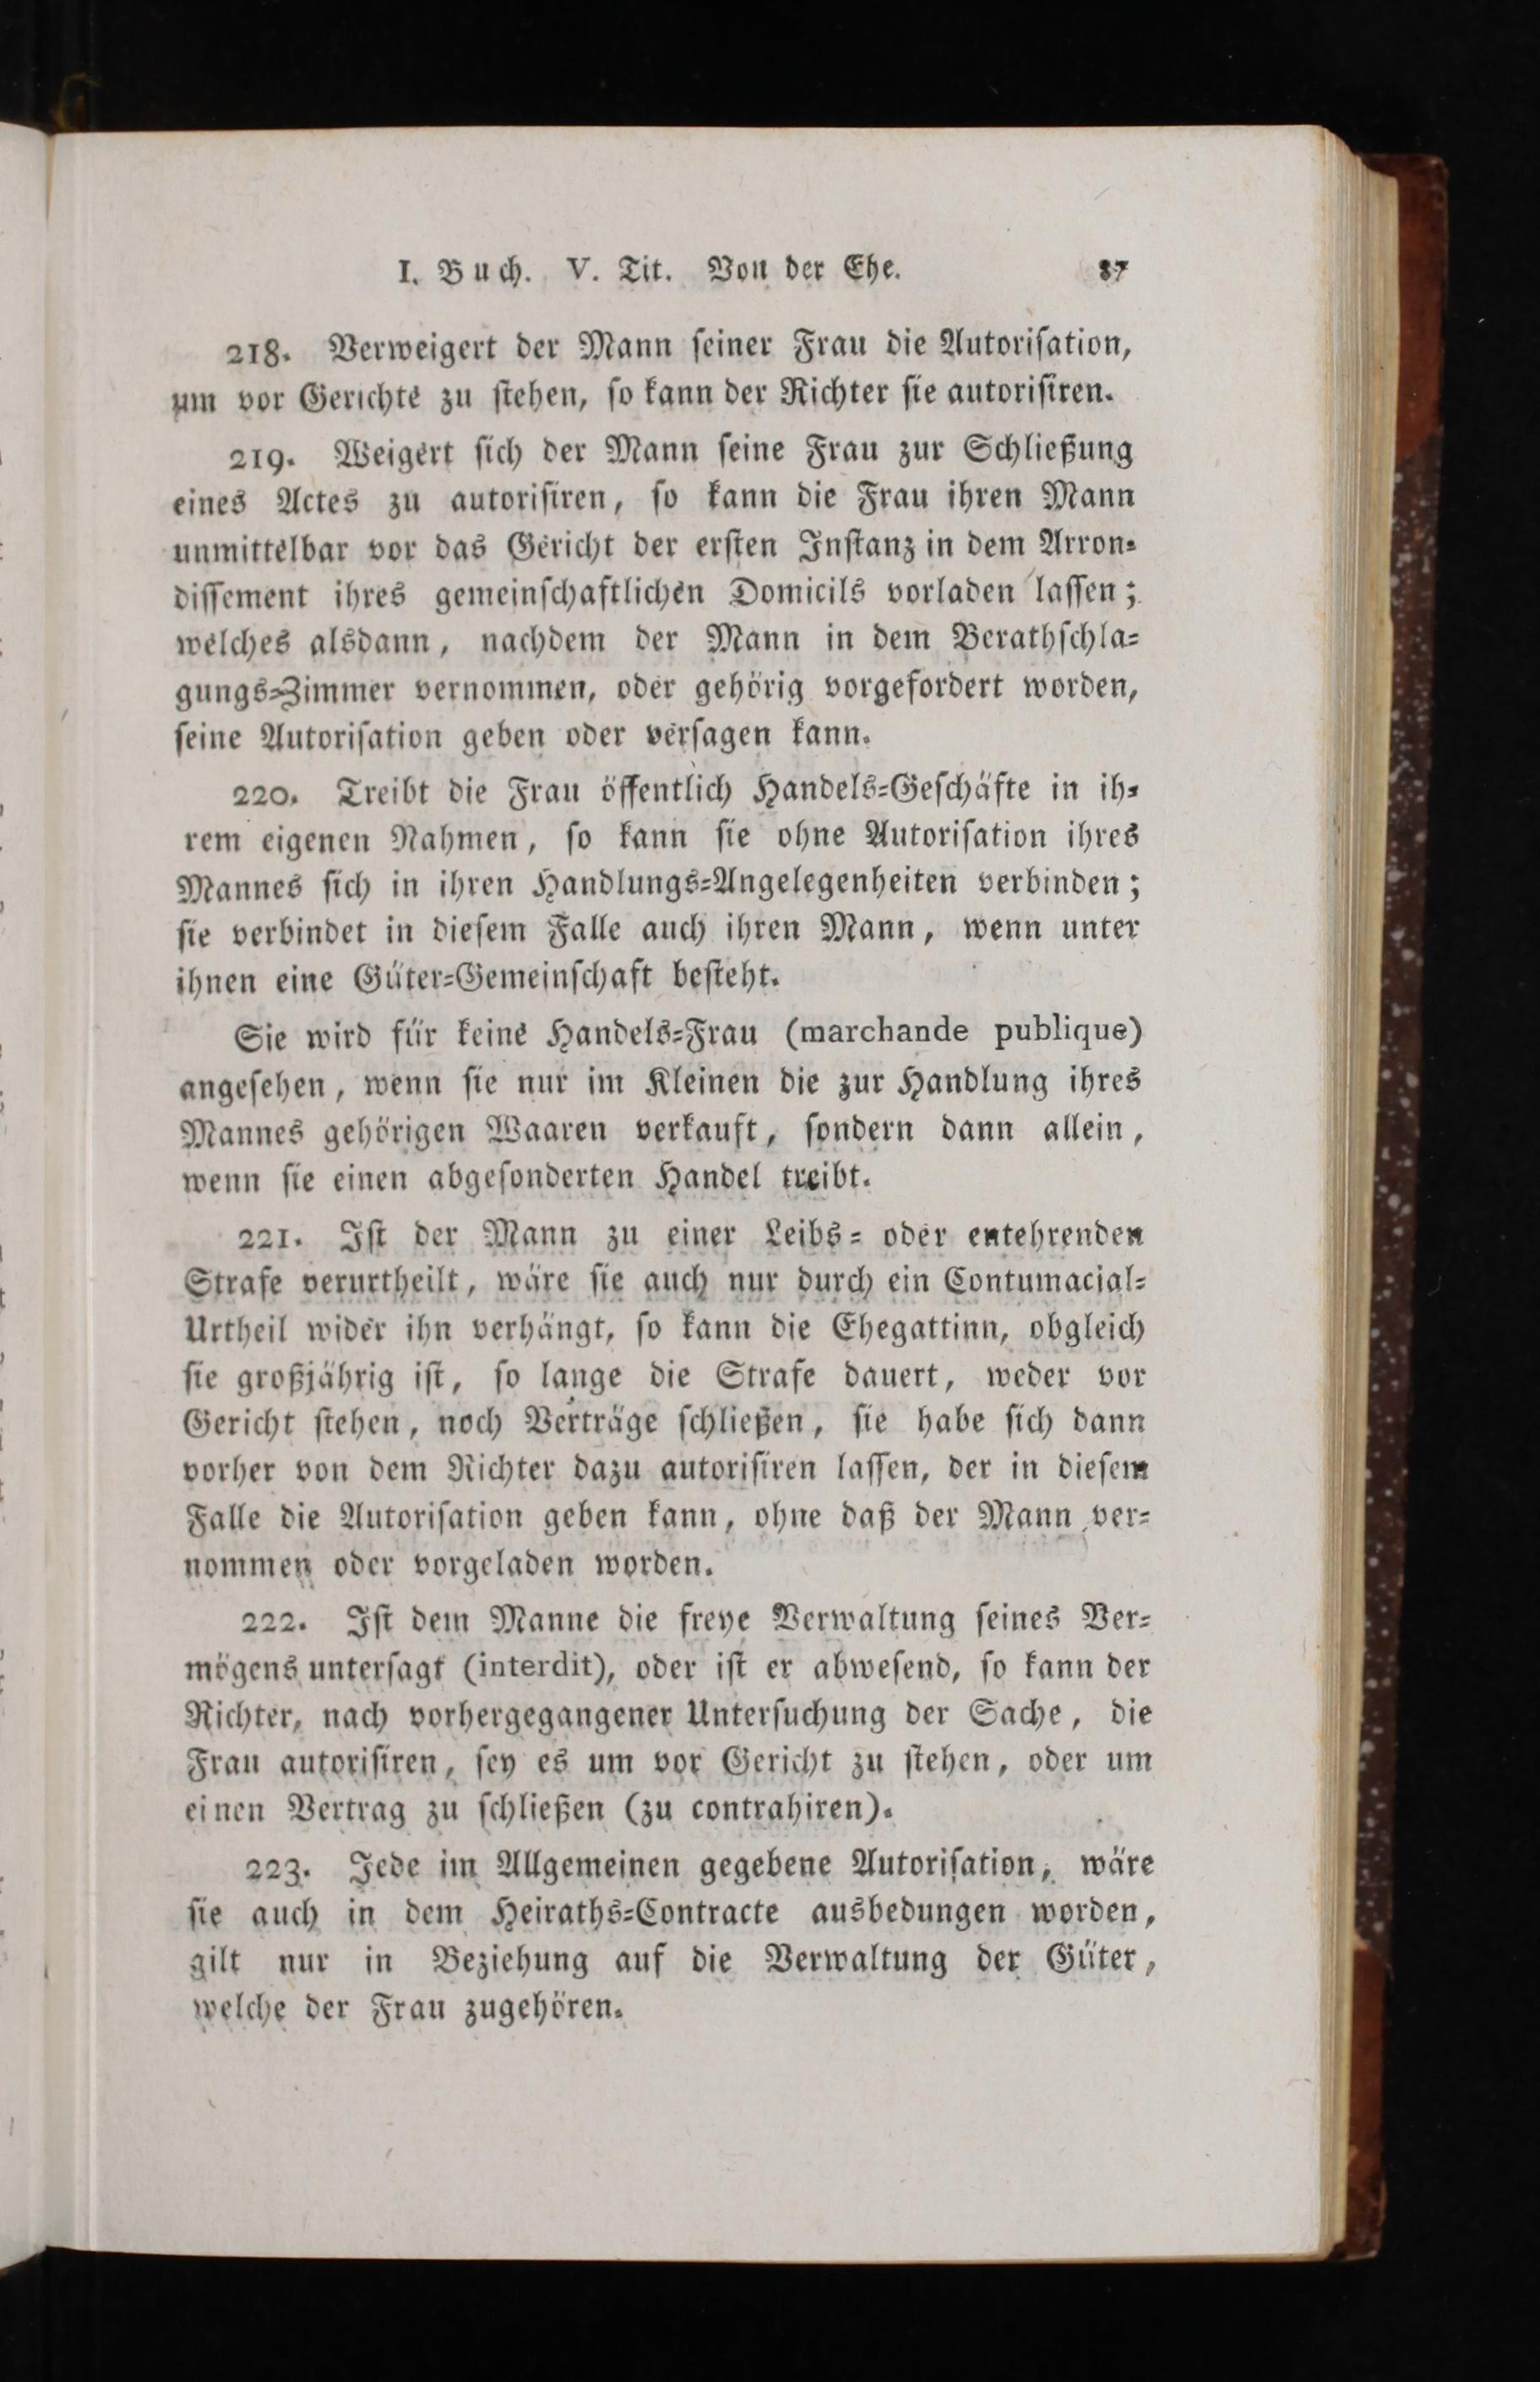 I. Buch. V. Tit. Von der Ehe. 87
218. Verweigert der Mann ſeiner Frau die Autoriſation,
um vor Gerichte zu ſtehen, ſo kann der Richter ſie autoriſiren.
219. Weigert ſich der Mann ſeine Frau zur Schließung
eines Actes zu autoriſiren, ſo kann die Frau ihren Mann
unmittelbar vor das Gericht der erſten Inſtanz in dem Arron⸗
diſſement ihres gemeinſchaftlichen Domicils vorladen laſſen;
welches alsdann, nachdem der Mann in dem Berathſchla⸗
gungs⸗Zimmer vernommen, oder gehörig vorgefordert worden,
ſeine Autoriſation geben oder verſagen kann.
220. Treibt die Frau öffentlich Handels⸗Geſchäfte in ih⸗
rem eigenen Nahmen, ſo kann ſie ohne Autoriſation ihres
Mannes ſich in ihren Handlungs⸗Angelegenheiten verbinden;
ſie verbindet in dieſem Falle auch ihren Mann, wenn unter
ihnen eine Güter⸗Gemeinſchaft beſteht.
Sie wird für keine Handels⸗Frau (marchande publique)
angeſehen, wenn ſie nur im Kleinen die zur Handlung ihres
Mannes gehörigen Waaren verkauft, ſondern dann allein,
wenn ſie einen abgeſonderten Handel treibt.
221. Iſt der Mann zu einer Leibs⸗ oder entehrenden
Strafe verurtheilt, wäre ſie auch nur durch ein Contumacial⸗
Urtheil wider ihn verhängt, ſo kann die Ehegattinn, obgleich
ſie großjährig iſt, ſo lange die Strafe dauert, weder vor
Gericht ſtehen, noch Verträge ſchließen, ſie habe ſich dann
vorher von dem Richter dazu autoriſiren laſſen, der in dieſem
Falle die Autoriſation geben kann, ohne daß der Mann ver⸗
nommen oder vorgeladen worden.
222. Iſt dem Manne die freye Verwaltung ſeines Ver⸗
mögens unterſagt (interdit), oder iſt er abweſend, ſo kann der
Richter, nach vorhergegangener Unterſuchung der Sache, die
Frau autoriſiren, ſey es um vor Gericht zu ſtehen, oder um
einen Vertrag zu ſchließen (zu contrahiren).
223. Jede im Allgemeinen gegebene Autoriſation, wäre
ſie auch in dem Heiraths⸗Contracte ausbedungen worden,
gilt nur in Beziehung auf die Verwaltung der Güter,
welche der Frau zugehören.